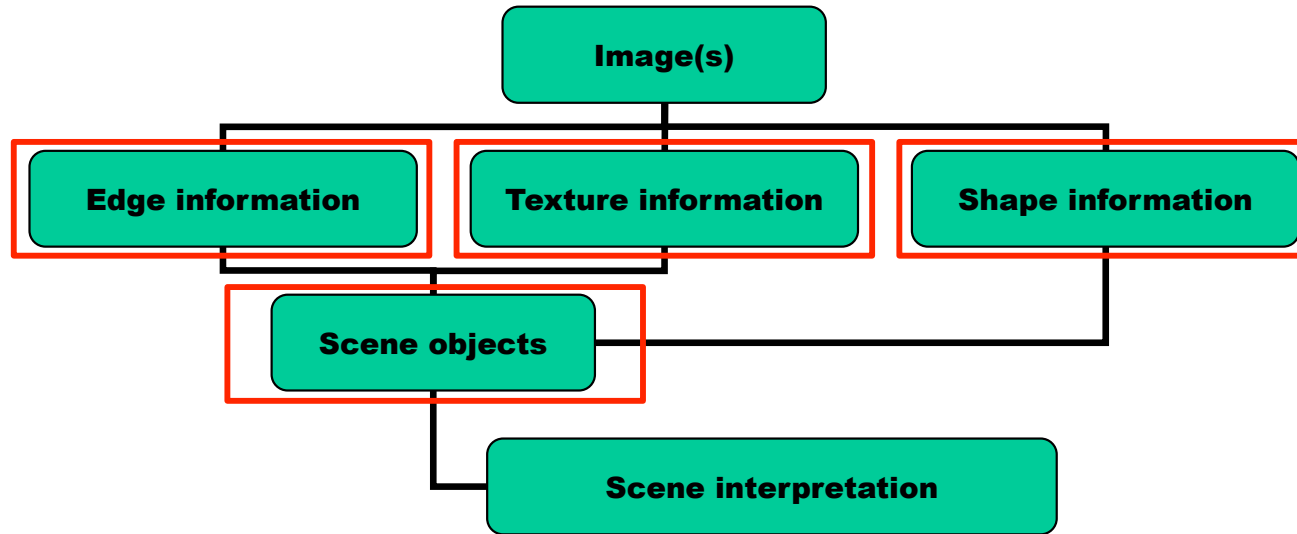 Image(s)
Edge information
Texture information
Shape information
Scene objects
Scene interpretation